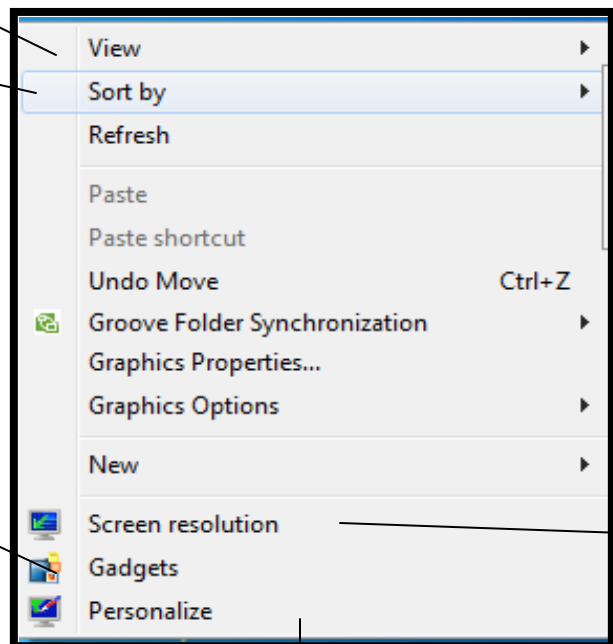 View
Sort by
Refresh
Paste
Paste shortcut
Undo Move Ctrl+Z
Groove Folder Synchronization
Graphics Properties...
Graphics Options
New
Screen resolution
Gadgets
Personalize